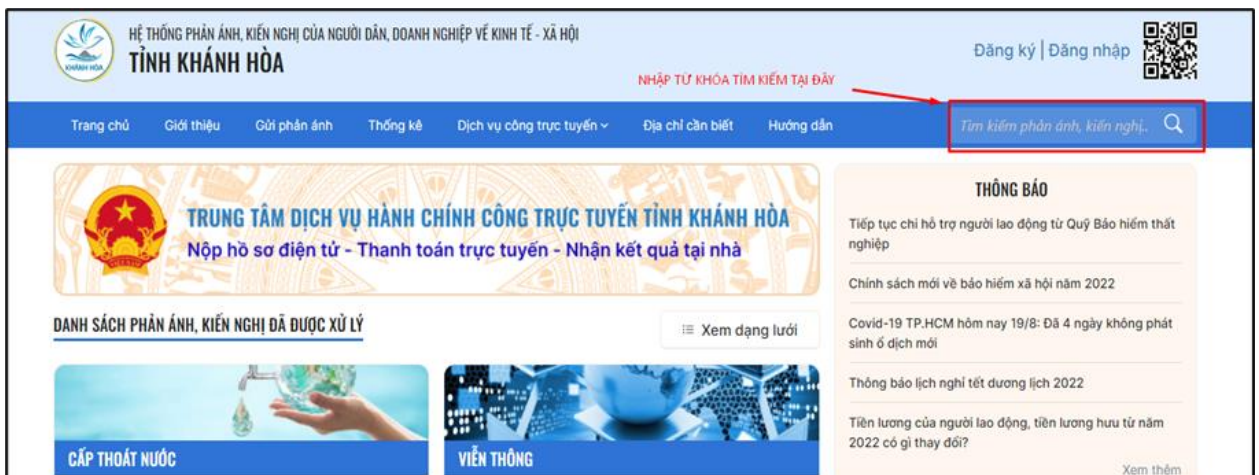 HỆ THỐNG PHẢN ÁNH, KIẾN NGHỊ CỦA NGƯỜI DÂN, DOANH NGHIỆP VỀ KINH TẾ - XÃ HỘI
TỈNH KHÁNH HÒA
KHÁNH HÒA
Đăng ký | Đăng nhập
NHẬP TỪ KHÓA TÌM KIẾM TẠI ĐÂY
Trang chủ Giới thiệu Gửi phản ánh Thống kê Dịch vụ công trực tuyến Địa chỉ cần biết Hướng dẫn
Tìm kiếm phản ánh, kiến nghị..
TRUNG TÂM DỊCH VỤ HÀNH CHÍNH CÔNG TRỰC TUYẾN TỈNH KHÁNH HÒA
Nộp hồ sơ điện tử - Thanh toán trực tuyến - Nhận kết quả tại nhà
DANH SÁCH PHẢN ÁNH, KIẾN NGHỊ ĐÃ ĐƯỢC XỬ LÝ
Xem dạng lưới
CẤP THOÁT NƯỚC
VIỄN THÔNG
THÔNG BÁO
Tiếp tục chi hỗ trợ người lao động từ Quỹ Bảo hiểm thất
nghiệp
Chính sách mới về bảo hiểm xã hội năm 2022
Covid-19 TP.HCM hôm nay 19/8: Đã 4 ngày không phát
sinh ổ dịch mới
Thông báo lịch nghỉ tết dương lịch 2022
Tiền lương của người lao động, tiền lương hưu từ năm
2022 có gì thay đổi?
Xem thêm